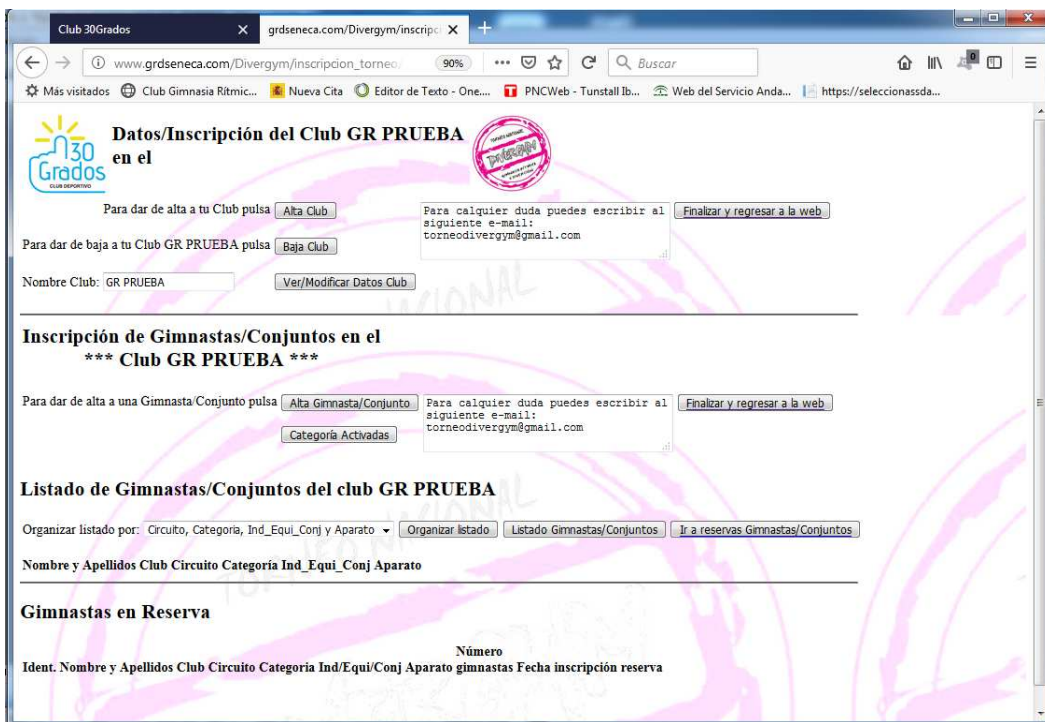 Club 30Grados
grdseneca.com/Divergym/inscripci
www.grdseneca.com/Divergym/inscripcion_torneo,
90%
Buscar
0
Más visitados
Club Gimnasia Rítmic...
Nueva Cita
Editor de Texto - One....
PNCWeb - Tunstall Ib...
Web del Servicio Anda...
https://seleccionassda...
30
Grados
CLUB DEPORTIVO
Datos/Inscripción del Club GR PRUEBA
en el
DIVERGYM
Para dar de alta a tu Club pulsa Alta Club
Para calquier duda puedes escribir al
siguiente e-mail:
torneodivergym@gmail.com
Finalizar y regresar a la web
Para dar de baja a tu Club GR PRUEBA pulsa Baja Club
Nombre Club: GR PRUEBA Ver/Modificar Datos Club
Inscripción de Gimnastas/Conjuntos en el
*** Club GR PRUEBA ***
Para dar de alta a una Gimnasta/Conjunto pulsa Alta Gimnasta/Conjunto
Para calquier duda puedes escribir al
siguiente e-mail:
torneodivergym@gmail.com
Finalizar y regresar a la web
Categoría Activadas
Listado de Gimnastas/Conjuntos del club GR PRUEBA
Organizar listado por: Circuito, Categoria, Ind_Equi_Conj y Aparato Organizar listado Listado Gimnastas/Conjuntos Ir a reservas Gimnastas/Conjuntos
Nombre y Apellidos Club Circuito Categoría Ind_Equi_Conj Aparato
TORNEO NACIONAL
Gimnastas en Reserva
Número
Ident. Nombre y Apellidos Club Circuito Categoria Ind/Equi/Conj Aparato gimnastas Fecha inscripción reserva